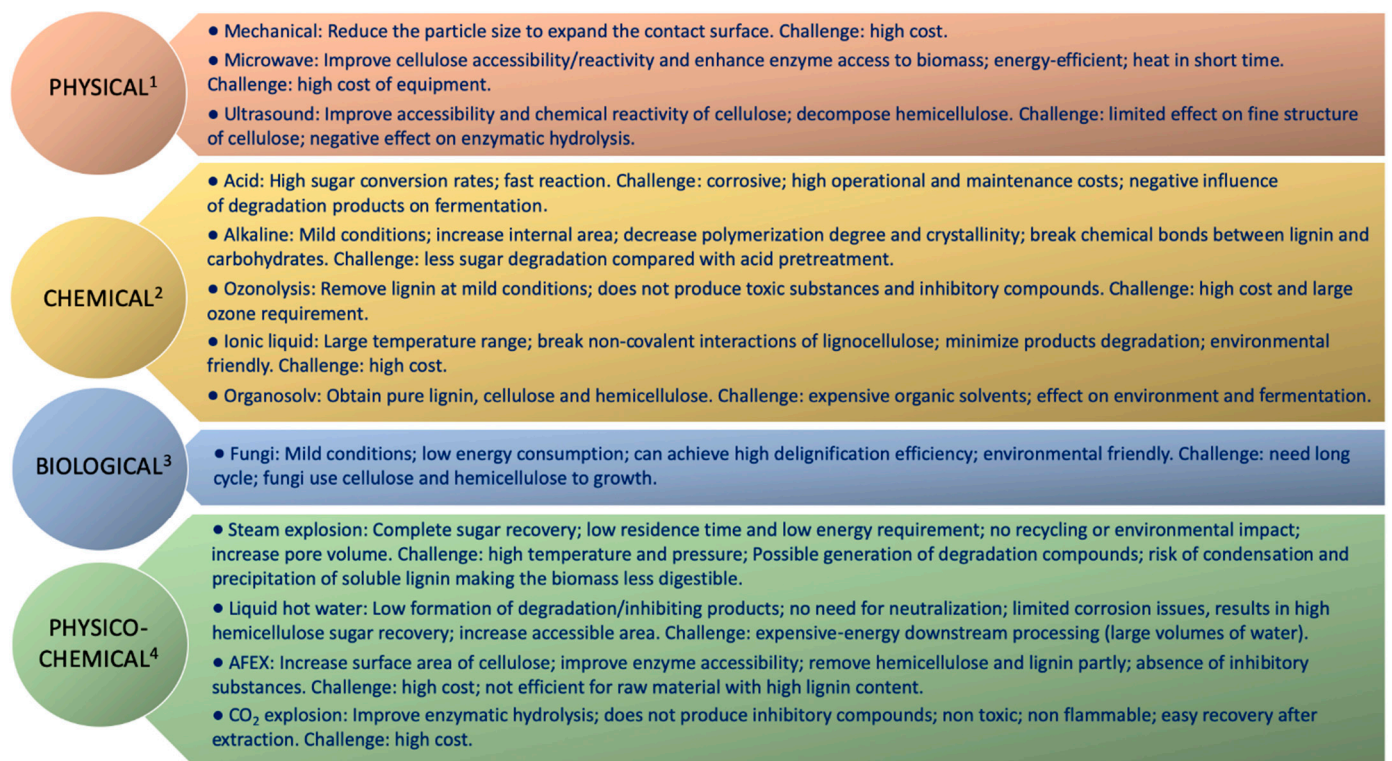 PHYSICAL¹
● Mechanical: Reduce the particle size to expand the contact surface. Challenge: high cost.
● Microwave: Improve cellulose accessibility/reactivity and enhance enzyme access to biomass; energy-efficient; heat in short time.
Challenge: high cost of equipment.
● Ultrasound: Improve accessibility and chemical reactivity of cellulose; decompose hemicellulose. Challenge: limited effect on fine structure
of cellulose; negative effect on enzymatic hydrolysis.
CHEMICAL²
● Acid: High sugar conversion rates; fast reaction. Challenge: corrosive; high operational and maintenance costs; negative influence
of degradation products on fermentation.
● Alkaline: Mild conditions; increase internal area; decrease polymerization degree and crystallinity; break chemical bonds between lignin and
carbohydrates. Challenge: less sugar degradation compared with acid pretreatment.
● Ozonolysis: Remove lignin at mild conditions; does not produce toxic substances and inhibitory compounds. Challenge: high cost and large
ozone requirement.
● Ionic liquid: Large temperature range; break non-covalent interactions of lignocellulose; minimize products degradation; environmental
friendly. Challenge: high cost.
● Organosolv: Obtain pure lignin, cellulose and hemicellulose. Challenge: expensive organic solvents; effect on environment and fermentation.
BIOLOGICAL³
● Fungi: Mild conditions; low energy consumption; can achieve high delignification efficiency; environmental friendly. Challenge: need long
cycle; fungi use cellulose and hemicellulose to growth.
PHYSICO-
CHEMICAL⁴
● Steam explosion: Complete sugar recovery; low residence time and low energy requirement; no recycling or environmental impact;
increase pore volume. Challenge: high temperature and pressure; Possible generation of degradation compounds; risk of condensation and
precipitation of soluble lignin making the biomass less digestible.
● Liquid hot water: Low formation of degradation/inhibiting products; no need for neutralization; limited corrosion issues, results in high
hemicellulose sugar recovery; increase accessible area. Challenge: expensive-energy downstream processing (large volumes of water).
● AFEX: Increase surface area of cellulose; improve enzyme accessibility; remove hemicellulose and lignin partly; absence of inhibitory
substances. Challenge: high cost; not efficient for raw material with high lignin content.
● CO₂ explosion: Improve enzymatic hydrolysis; does not produce inhibitory compounds; non toxic; non flammable; easy recovery after
extraction. Challenge: high cost.